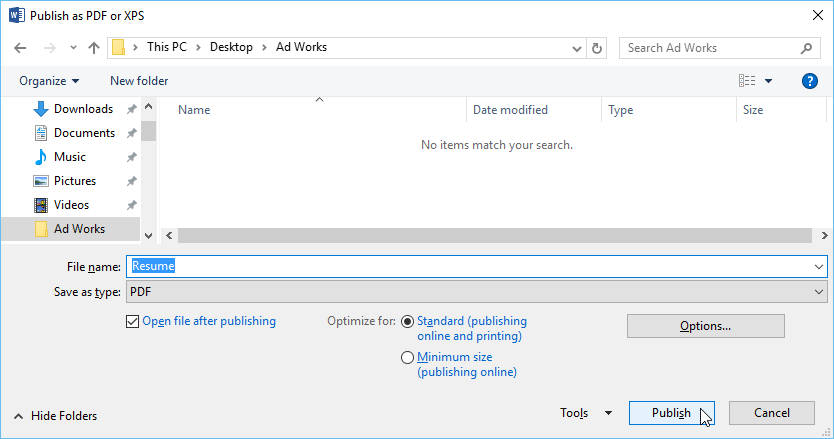 Publish as PDF or XPS
This PC > Desktop > Ad Works
Search Ad Works
Organize
New folder
?
Downloads
Documents
Music
Pictures
Videos
Ad Works
Name
Date modified
Type
Size
No items match your search.
File name: Resume
Save as type: PDF
Open file after publishing
Optimize for:
Standard (publishing
online and printing)
Minimum size
(publishing online)
Options...
Hide Folders
Tools
Publish
Cancel